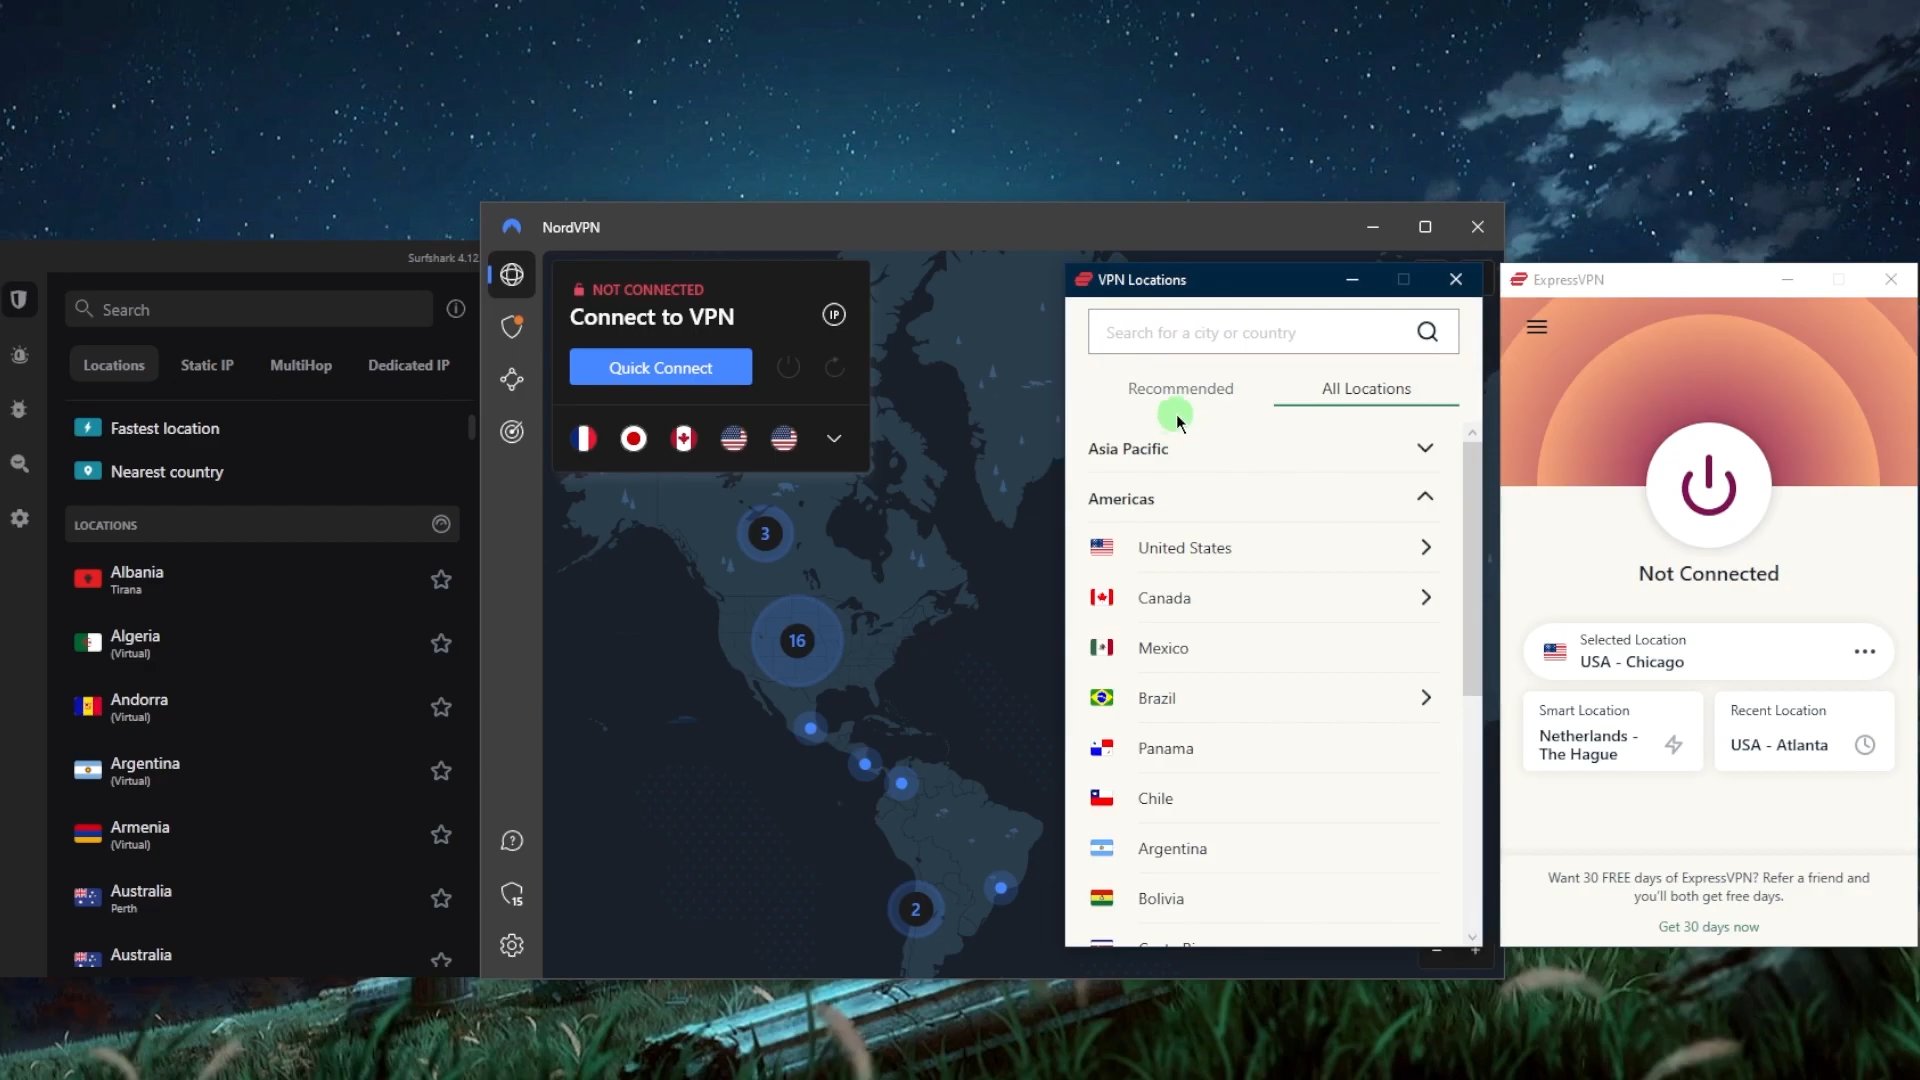 Surfshark 4.12
Search
Locations
Static IP
MultiHop
Dedicated IP
Fastest location
Nearest country
LOCATIONS
Albania
Tirana
Algeria
(Virtual)
Andorra
(Virtual)
Argentina
(Virtual)
Armenia
(Virtual)
Australia
Perth
Australia
NordVPN
NOT CONNECTED
Connect to VPN
IP
Quick Connect
3
16
2
15
VPN Locations
Search for a city or country
Recommended
All Locations
Asia Pacific
Americas
United States
Canada
Mexico
Brazil
Panama
Chile
Argentina
Bolivia
ExpressVPN
Not Connected
Selected Location
USA - Chicago
Smart Location
Netherlands -
The Hague
Recent Location
USA - Atlanta
Want 30 FREE days of ExpressVPN? Refer a friend and
you'll both get free days.
Get 30 days now